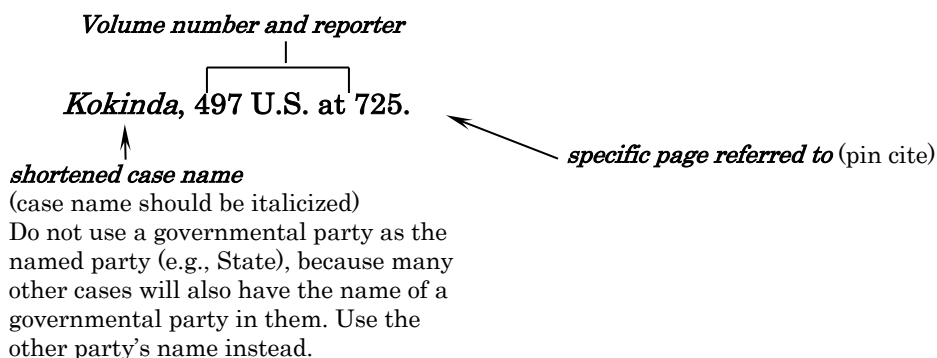 Volume number and reporter
Kokinda, 497 U.S. at 725.
specific page referred to (pin cite)
shortened case name
(case name should be italicized)
Do not use a governmental party as the
named party (e.g., State), because many
other cases will also have the name of a
governmental party in them. Use the
other party’s name instead.